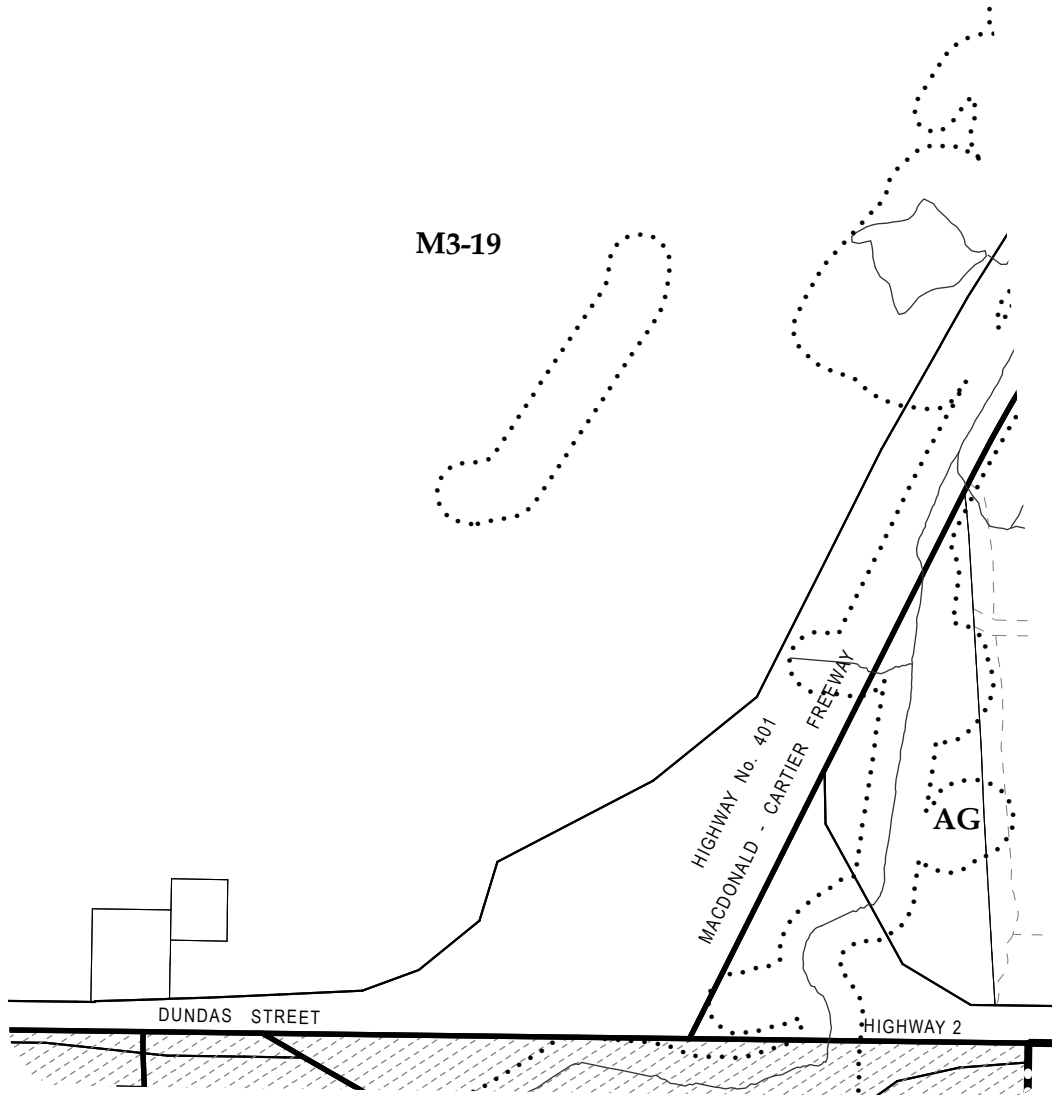 M3-19
HIGHWAY No. 401
MACDONALD - CARTIER FREEWAY
AG
DUNDAS STREET
HIGHWAY 2